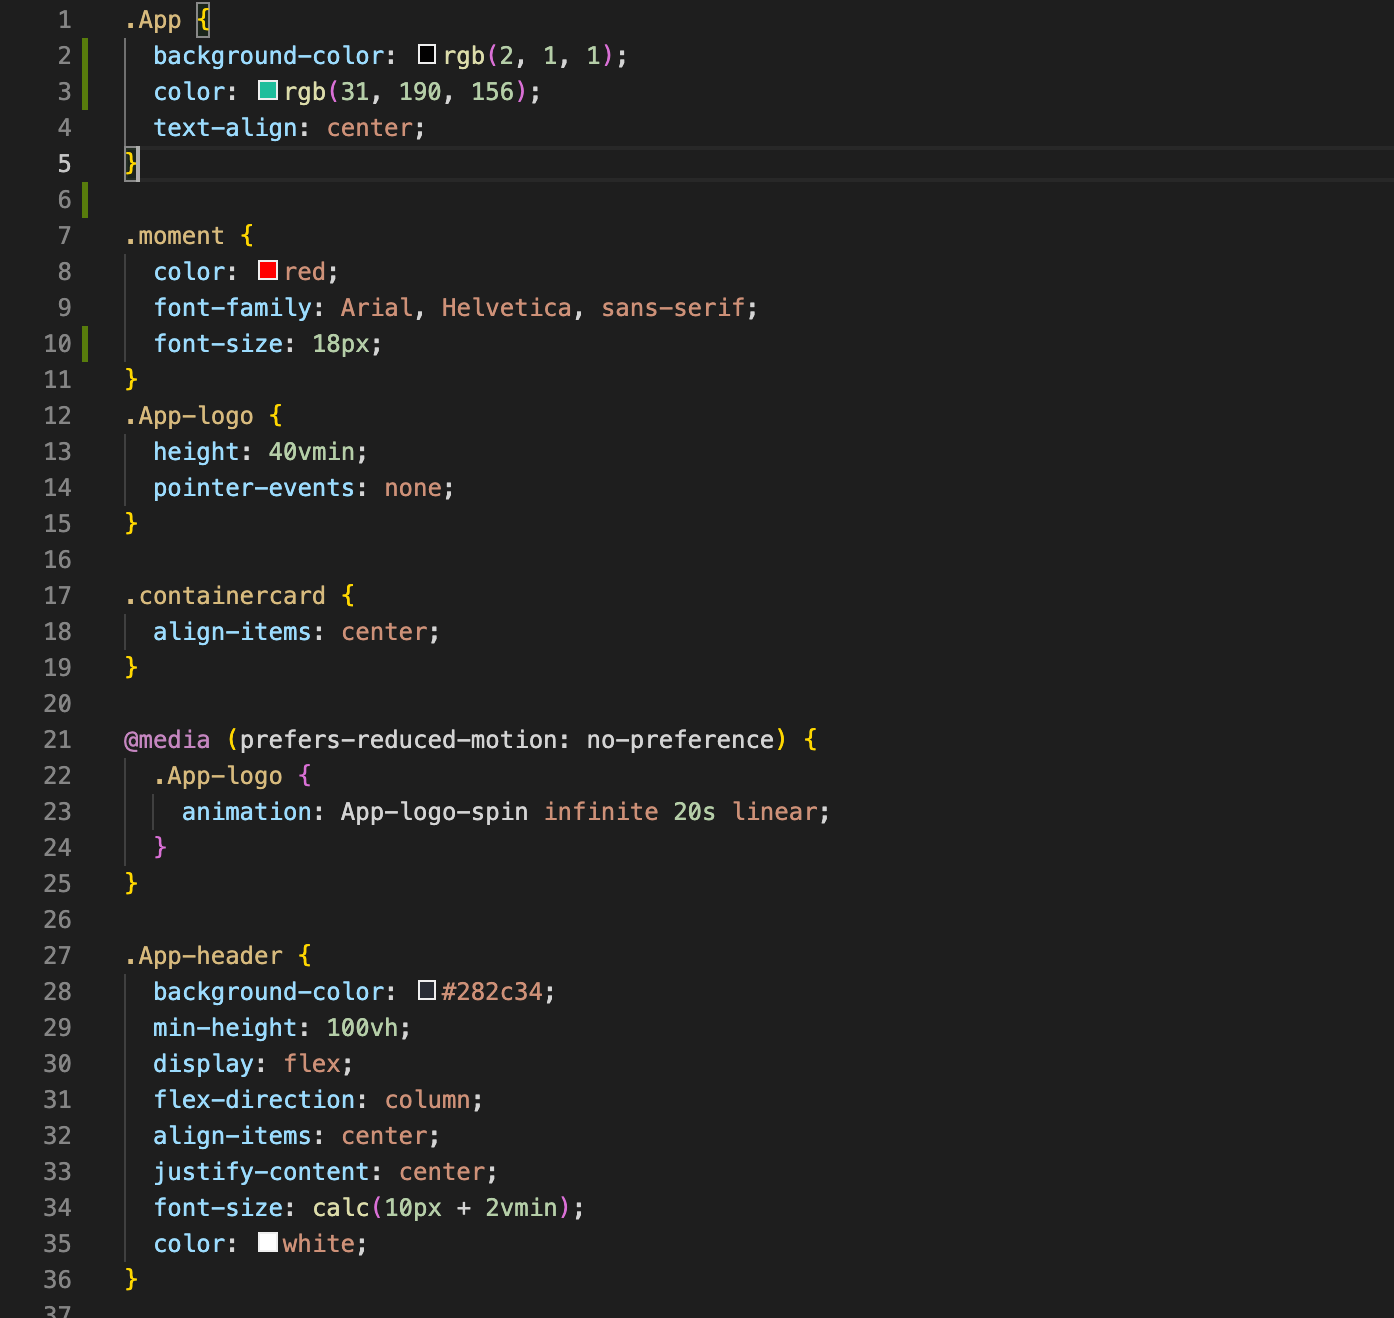 1 .App {
2   background-color: rgb(2, 1, 1);
3   color: rgb(31, 190, 156);
4   text-align: center;
5 }
6
7 .moment {
8   color: red;
9   font-family: Arial, Helvetica, sans-serif;
10   font-size: 18px;
11 }
12 .App-logo {
13   height: 40vmin;
14   pointer-events: none;
15 }
16
17 .containercard {
18   align-items: center;
19 }
20
21 @media (prefers-reduced-motion: no-preference) {
22   .App-logo {
23     animation: App-logo-spin infinite 20s linear;
24   }
25 }
26
27 .App-header {
28   background-color: #282c34;
29   min-height: 100vh;
30   display: flex;
31   flex-direction: column;
32   align-items: center;
33   justify-content: center;
34   font-size: calc(10px + 2vmin);
35   color: white;
36 }
37